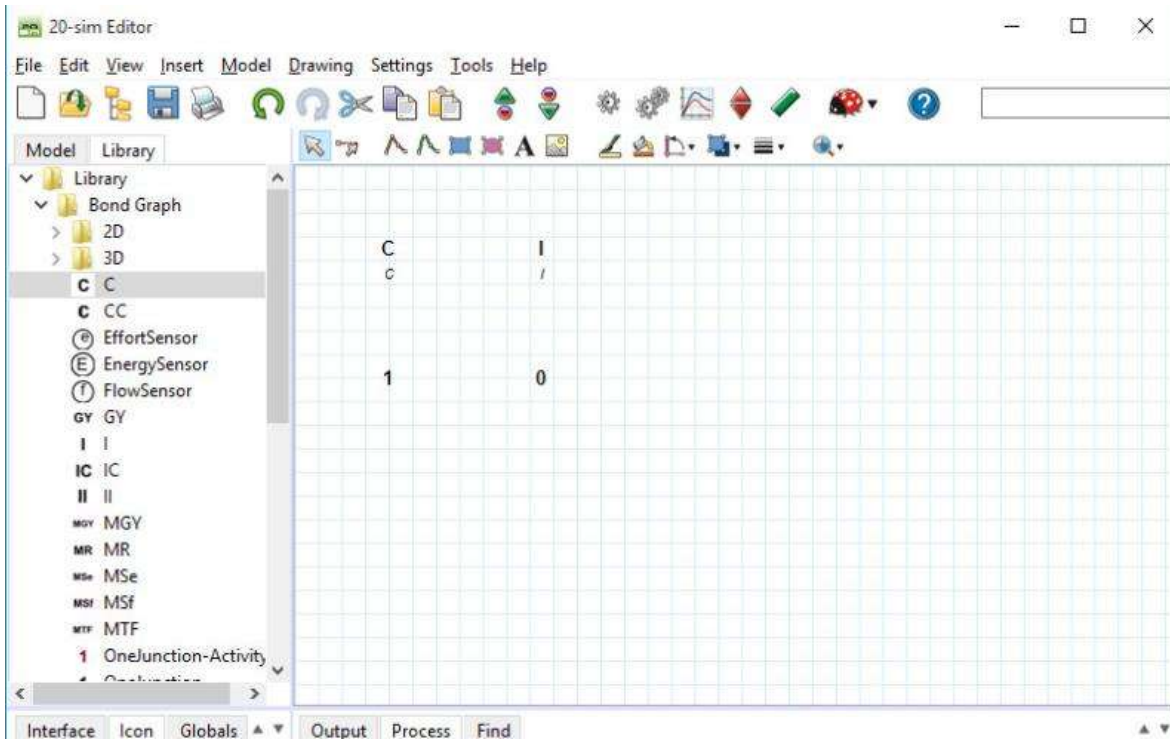 20-sim Editor
File Edit View Insert Model Drawing Settings Tools Help
Model Library
A
Library
Bond Graph
2D
3D
C C
C CC
e EffortSensor
E EnergySensor
f FlowSensor
GY GY
I I
IC IC
II II
MGY MGY
MR MR
MSe MSe
MSf MSf
MTF MTF
1 OneJunction-Activity
C I
C I
1 0
Interface Icon Globals
Output Process Find